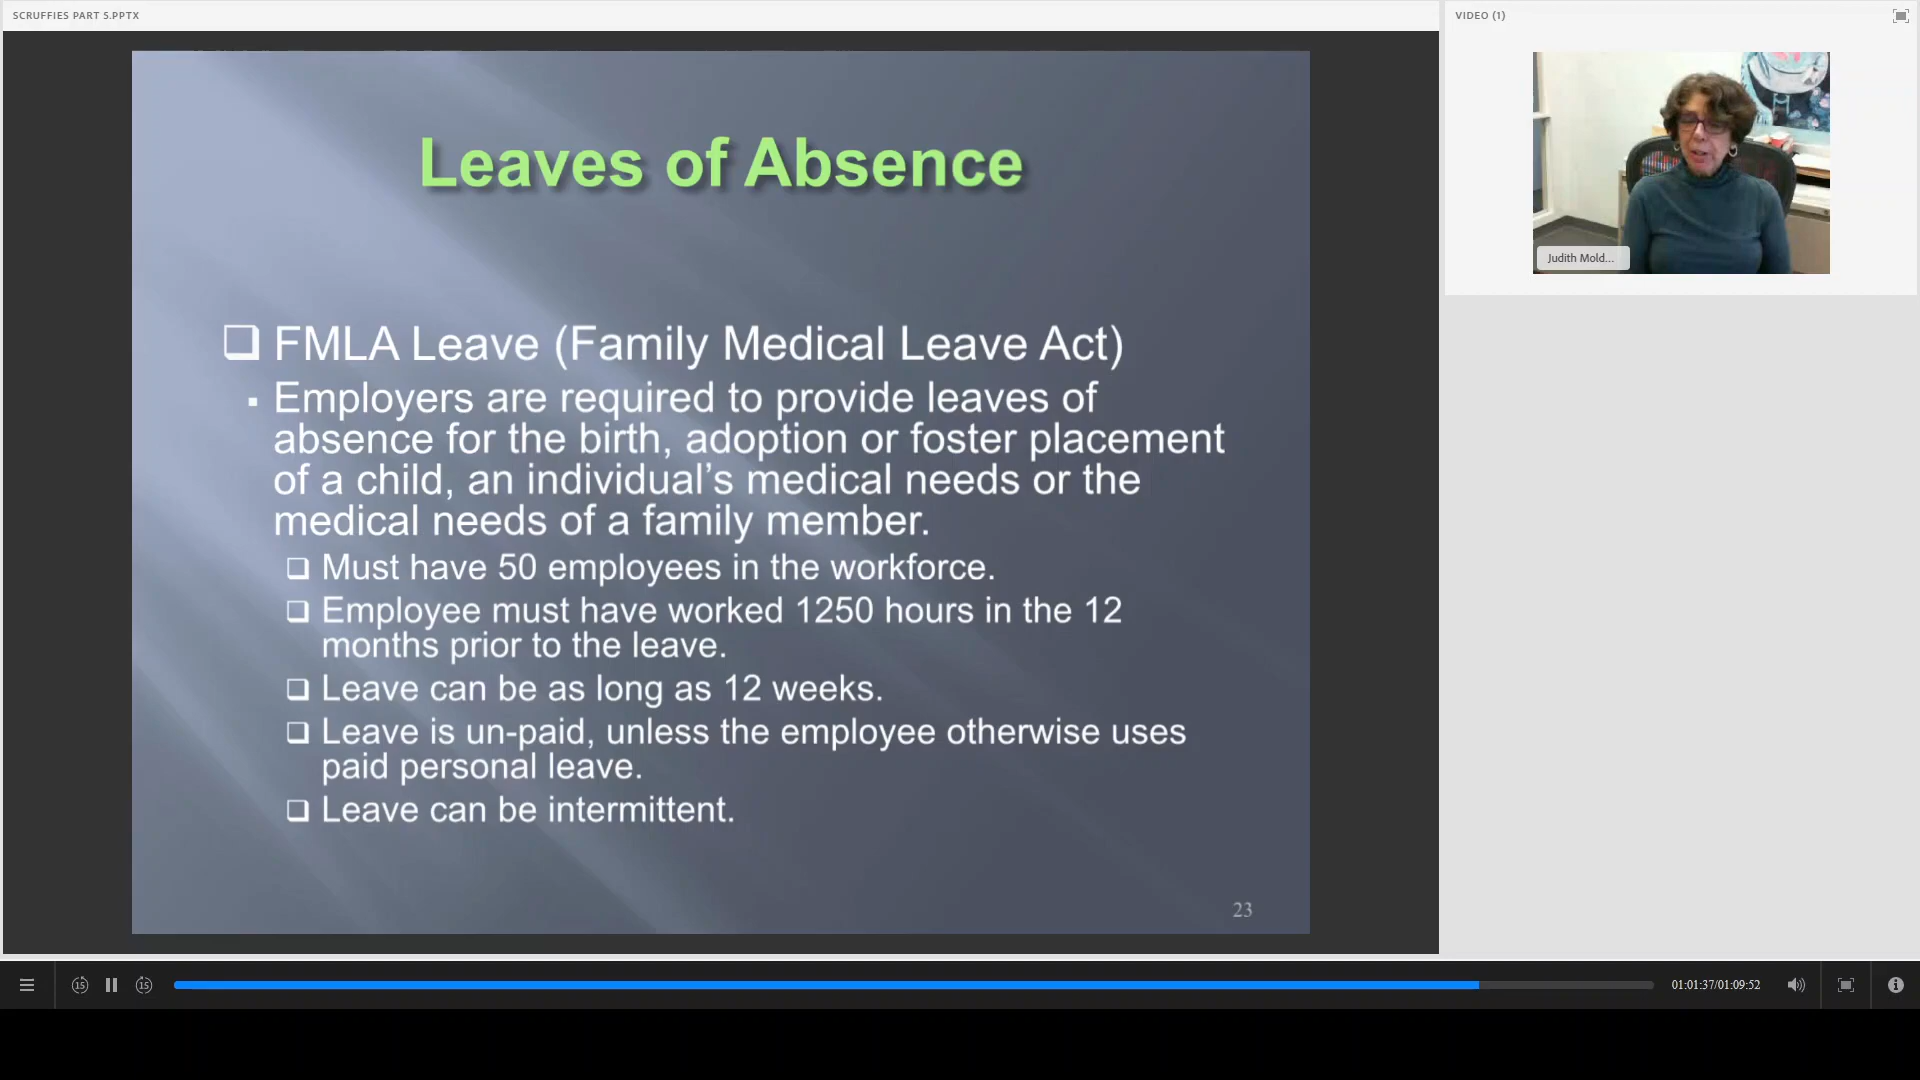 SCRUFFIES PART 5.PPTX
VIDEO (1)
Leaves of Absence
FMLA Leave (Family Medical Leave Act)
Employers are required to provide leaves of
absence for the birth, adoption or foster placement
of a child, an individual's medical needs or the
medical needs of a family member.
Must have 50 employees in the workforce.
Employee must have worked 1250 hours in the 12
months prior to the leave.
Leave can be as long as 12 weeks.
Leave is un-paid, unless the employee otherwise uses
paid personal leave.
Leave can be intermittent.
23
Judith Mold...
15
15
01:01:37/01:09:52